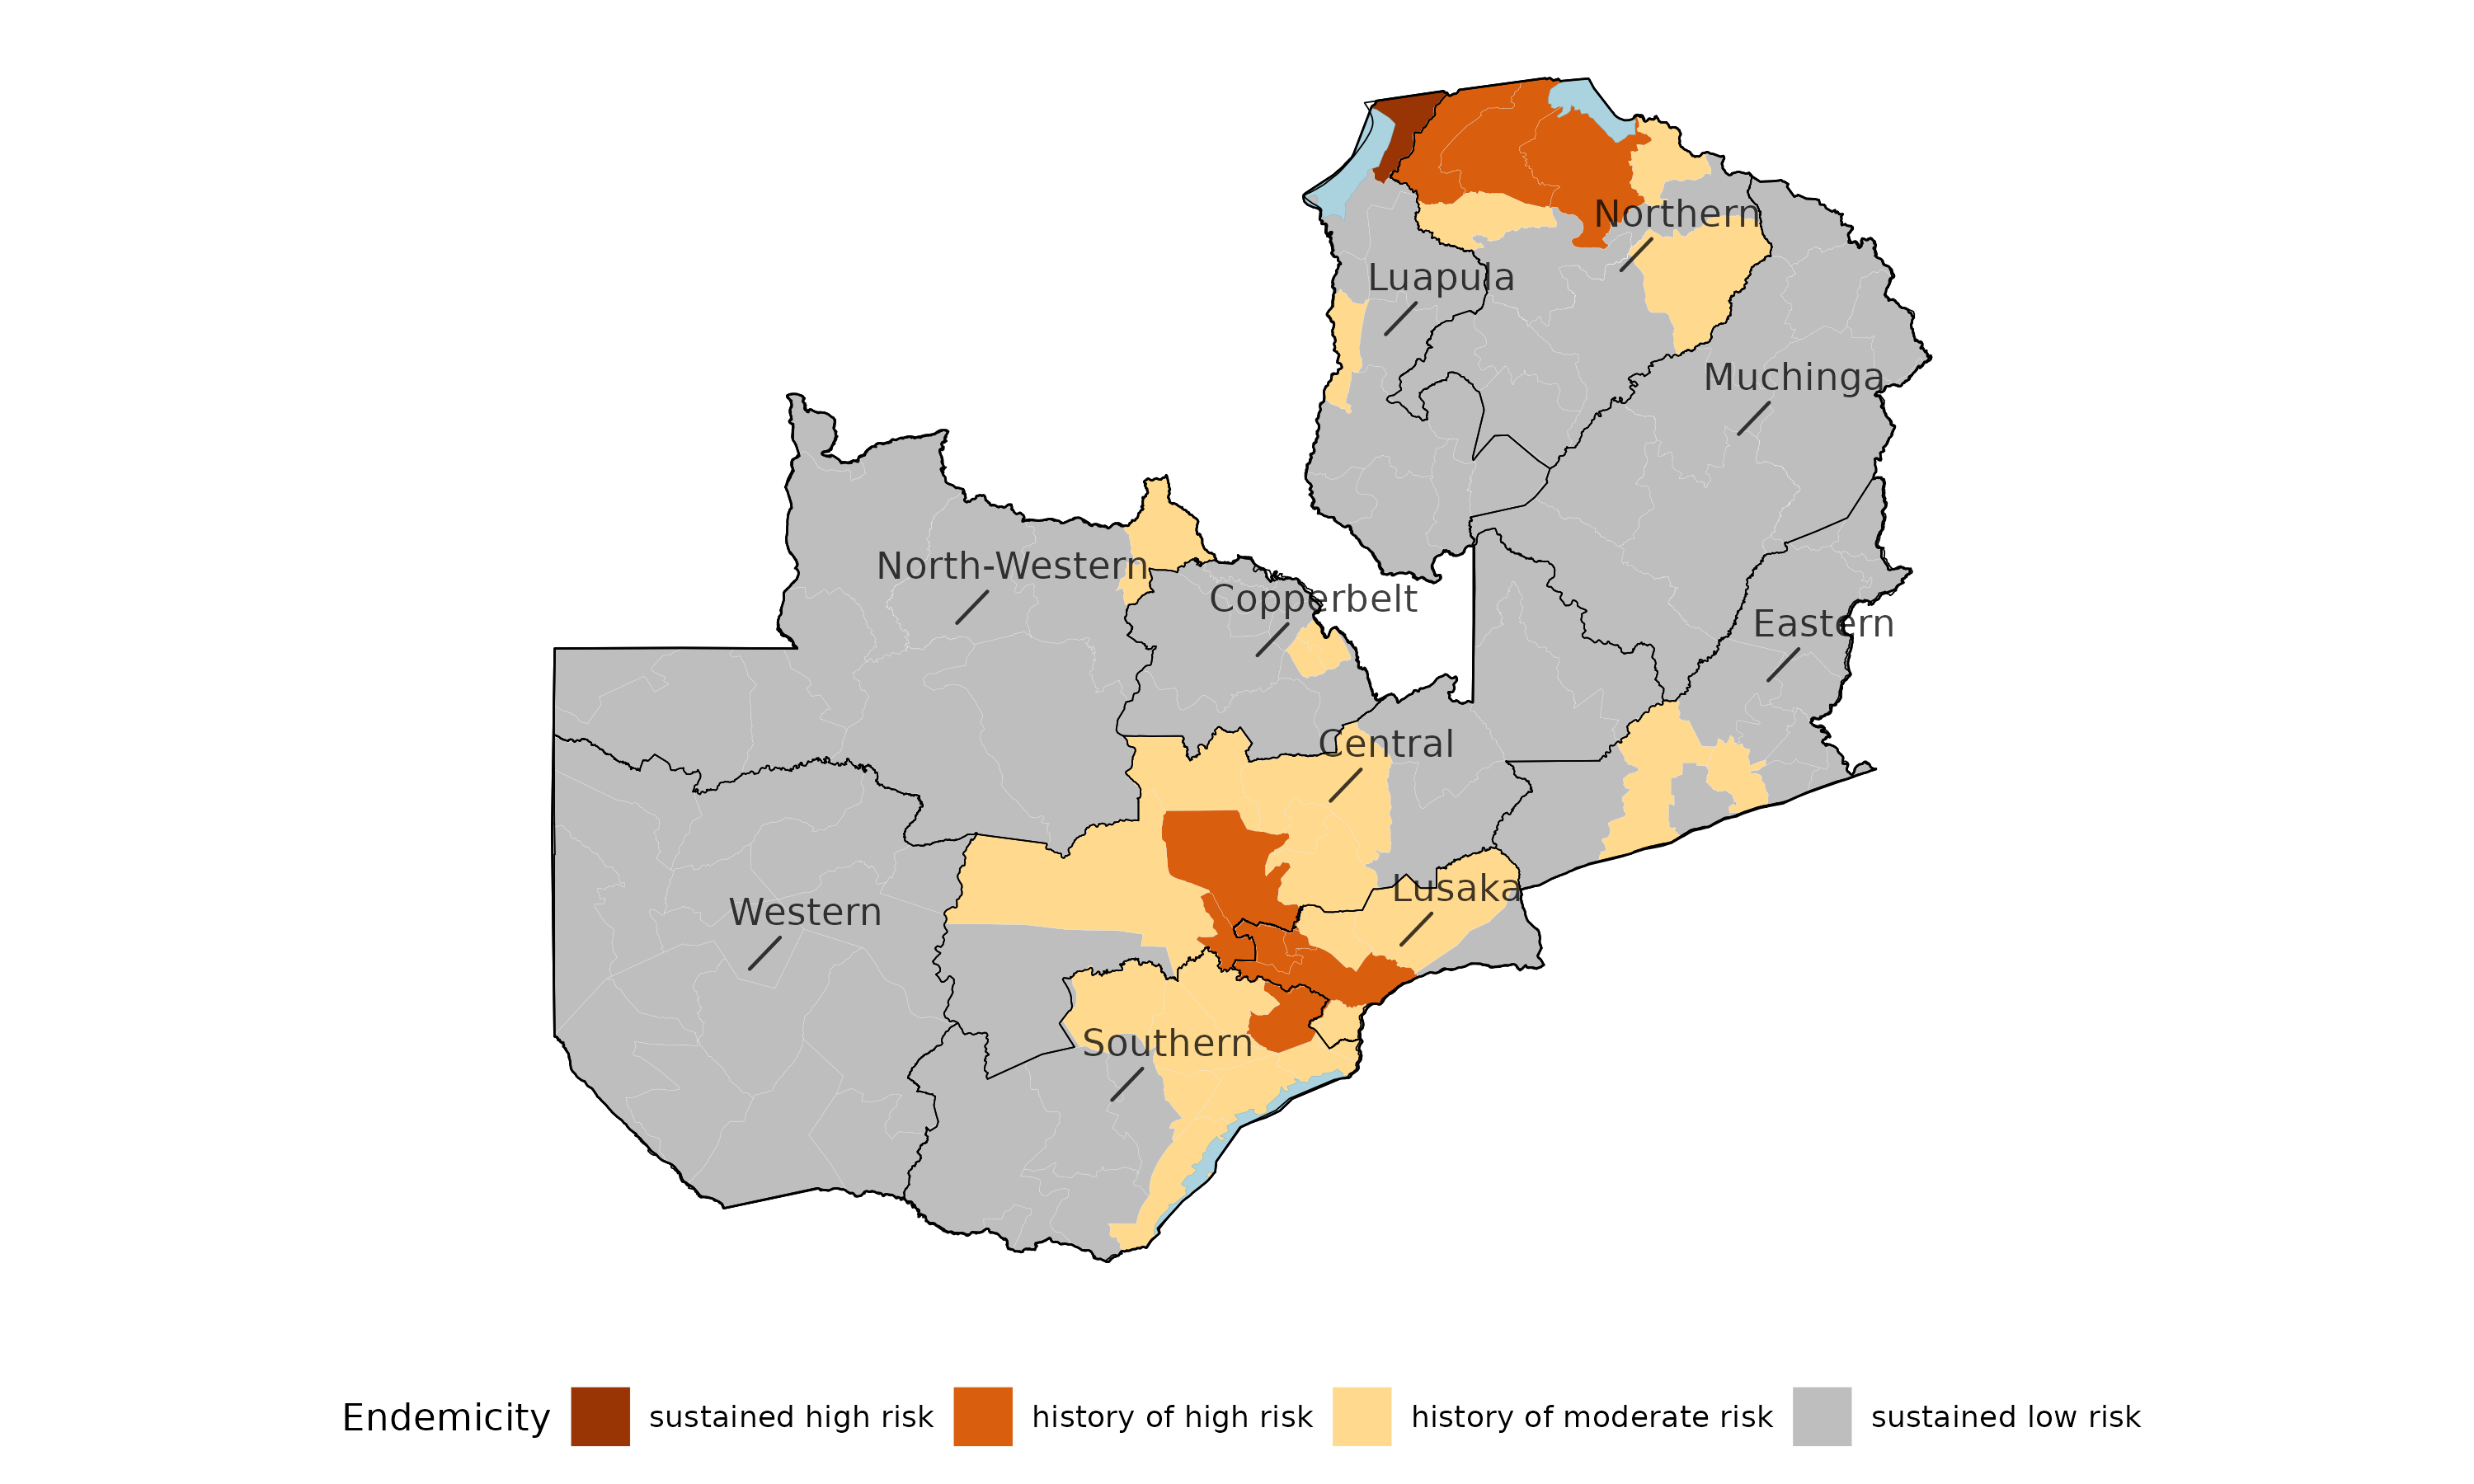 Northern
Luapula
Muchinga
North-Western
Copperbelt
Eastern
Central
Lusaka
Western
Southern
Endemicity
sustained high risk
history of high risk
history of moderate risk
sustained low risk